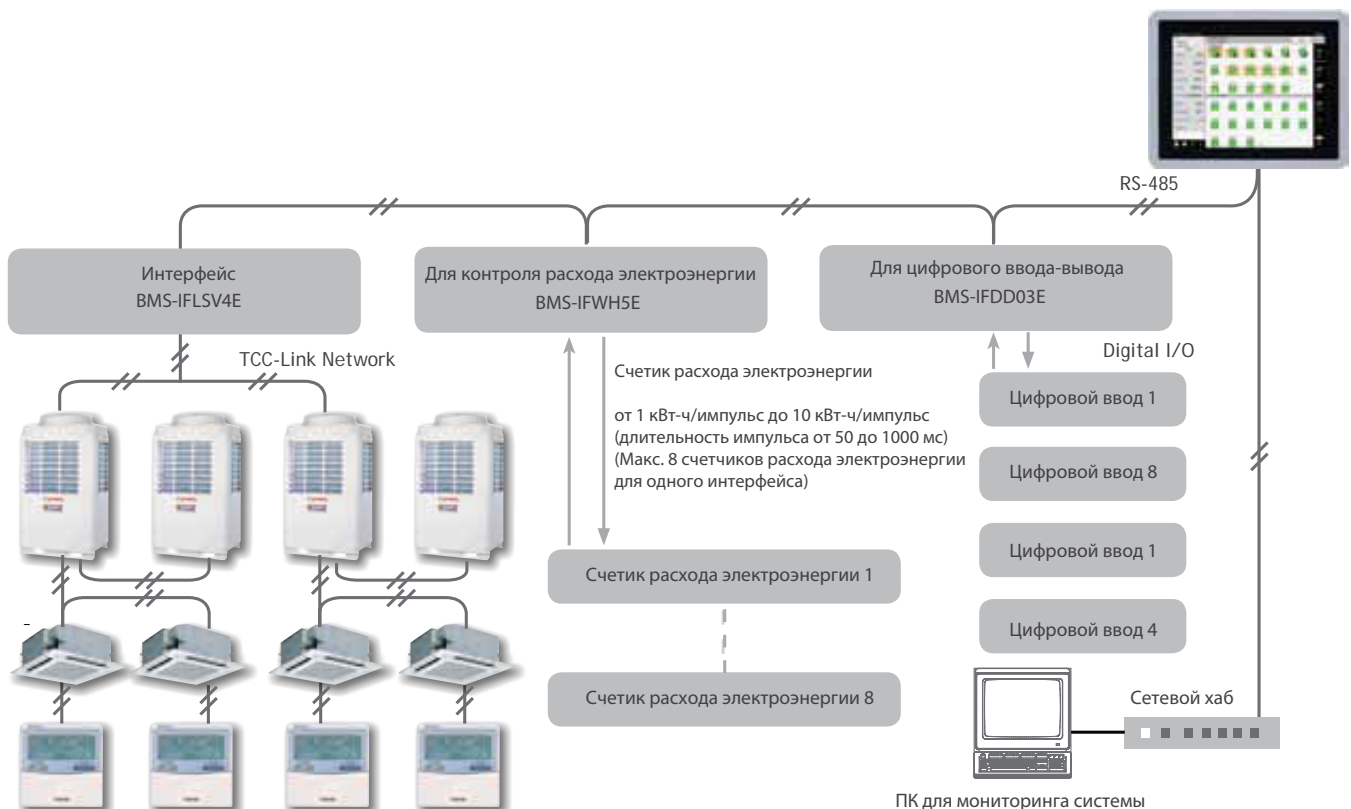 RS-485
Интерфейс
BMS-IFLSV4E
Для контроля расхода электроэнергии
BMS-IFWH5E
Для цифрового ввода-вывода
BMS-IFDD03E
TCC-Link Network
Счетик расхода электроэнергии
от 1 кВт-ч/импульс до 10 кВт-ч/импульс
(длительность импульса от 50 до 1000 мс)
(Макс. 8 счетчиков расхода электроэнергии
для одного интерфейса)
Digital I/O
Цифровой ввод 1
Цифровой ввод 8
Цифровой ввод 1
Цифровой ввод 4
Счетик расхода электроэнергии 1
Счетик расхода электроэнергии 8
Сетевой хаб
ПК для мониторинга системы